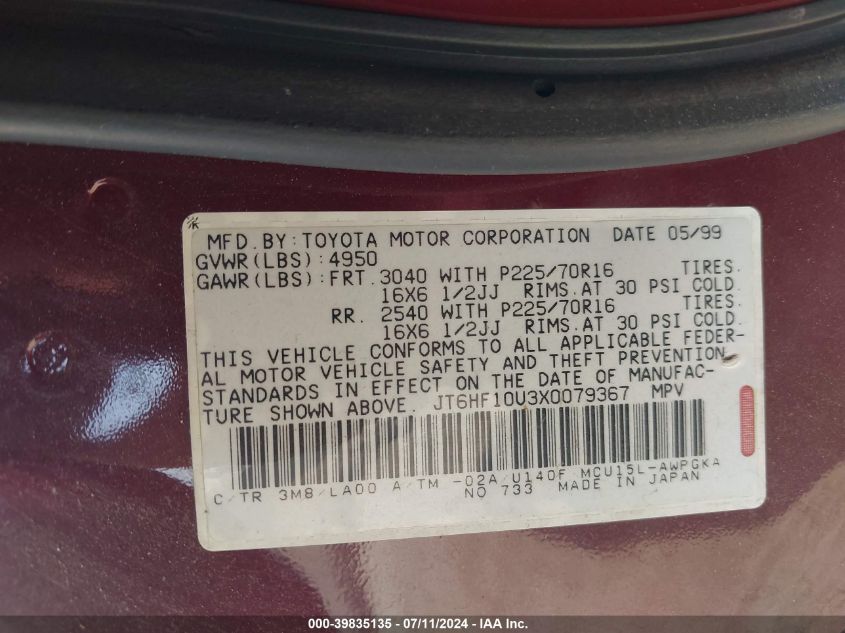 MFD.BY:TOYOTA MOTOR CORPORATION DATE 05/99
GVWR(LBS):4950
GAWR(LBS):FRT. 3040 WITH P225/70R16 TIRES.
16X6 1/2JJ RIMS.AT 30 PSI COLD.
RR. 2540 WITH P225/70R16 TIRES.
16X6 1/2JJ RIMS.AT 30 PSI COLD.
THIS VEHICLE CONFORMS TO ALL APPLICABLE FEDER-
AL MOTOR VEHICLE SAFETY AND THEFT PREVENTION
STANDARDS IN EFFECT ON THE DATE OF MANUFAC-
TURE SHOWN ABOVE. JT6HF10U3X0079367 MPV
C/TR 3M8/LA00 A/TM -02A/U140F MCU15L-AWPGKA
NO 733 MADE IN JAPAN
000-39835135 - 07/11/2024 - IAA Inc.